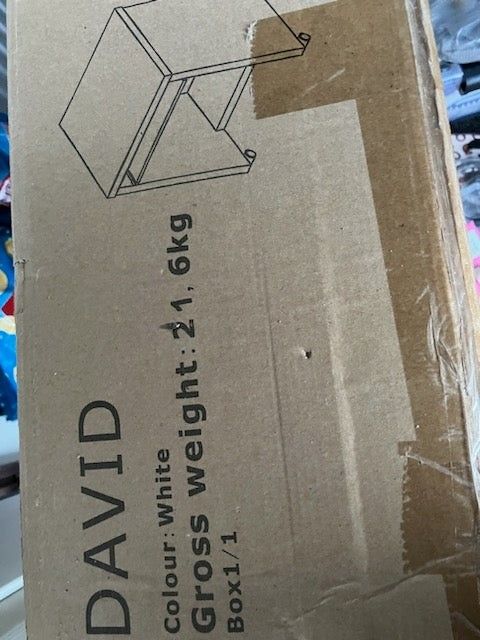 DAVID
Colour: White
Gross weight: 21, 6kg
Box1/1